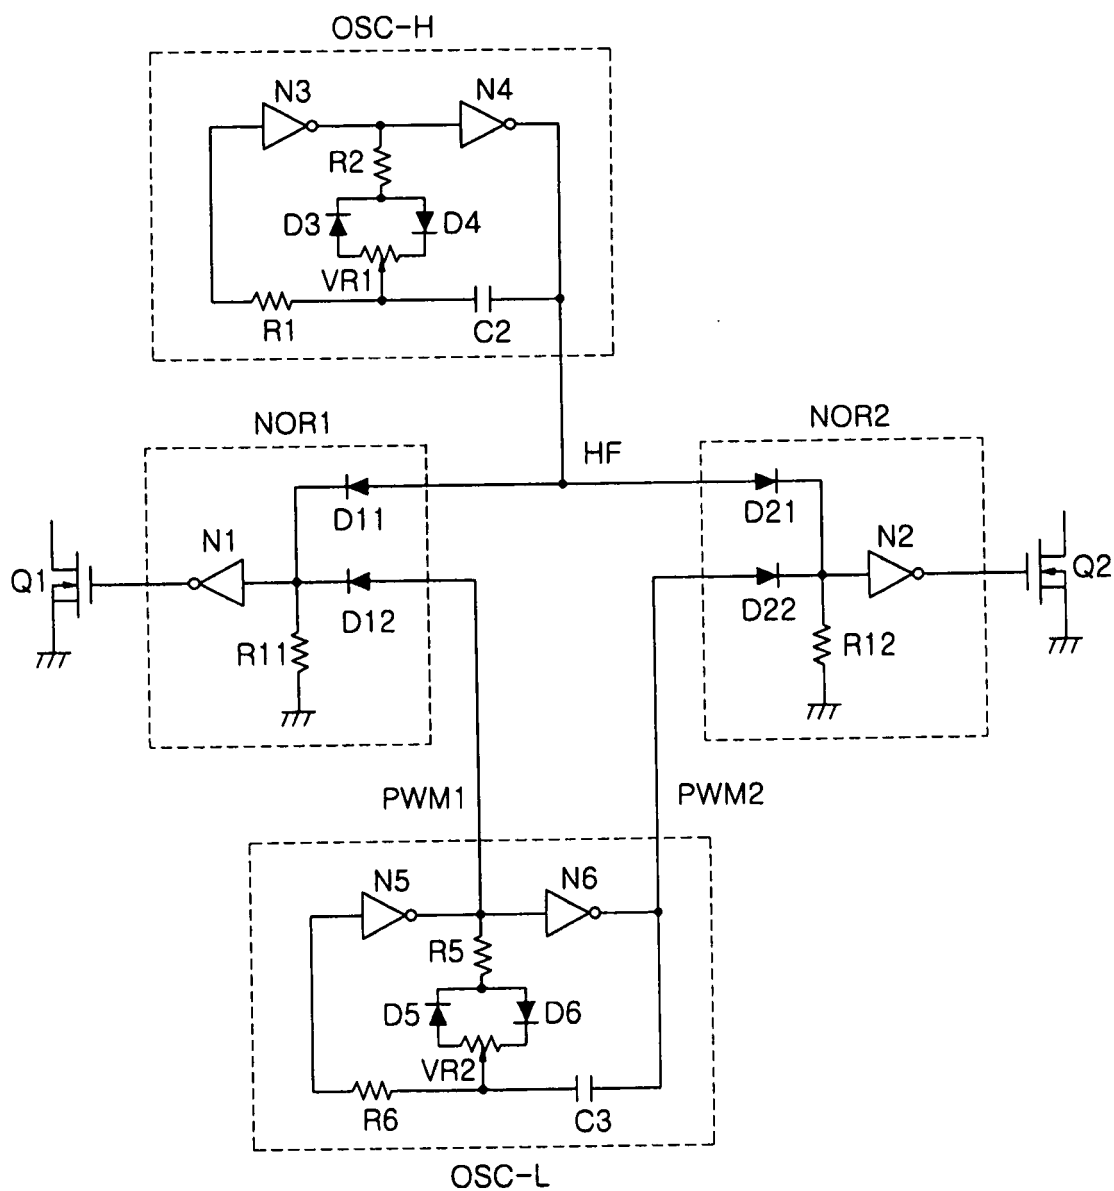 OSC-H
N3
N4
R2
D3
D4
VR1
R1
C2
NOR1
NOR2
HF
D11
D21
N1
N2
Q1
Q2
D12
D22
R11
R12
PWM1
PWM2
N5
N6
R5
D5
D6
VR2
R6
C3
OSC-L